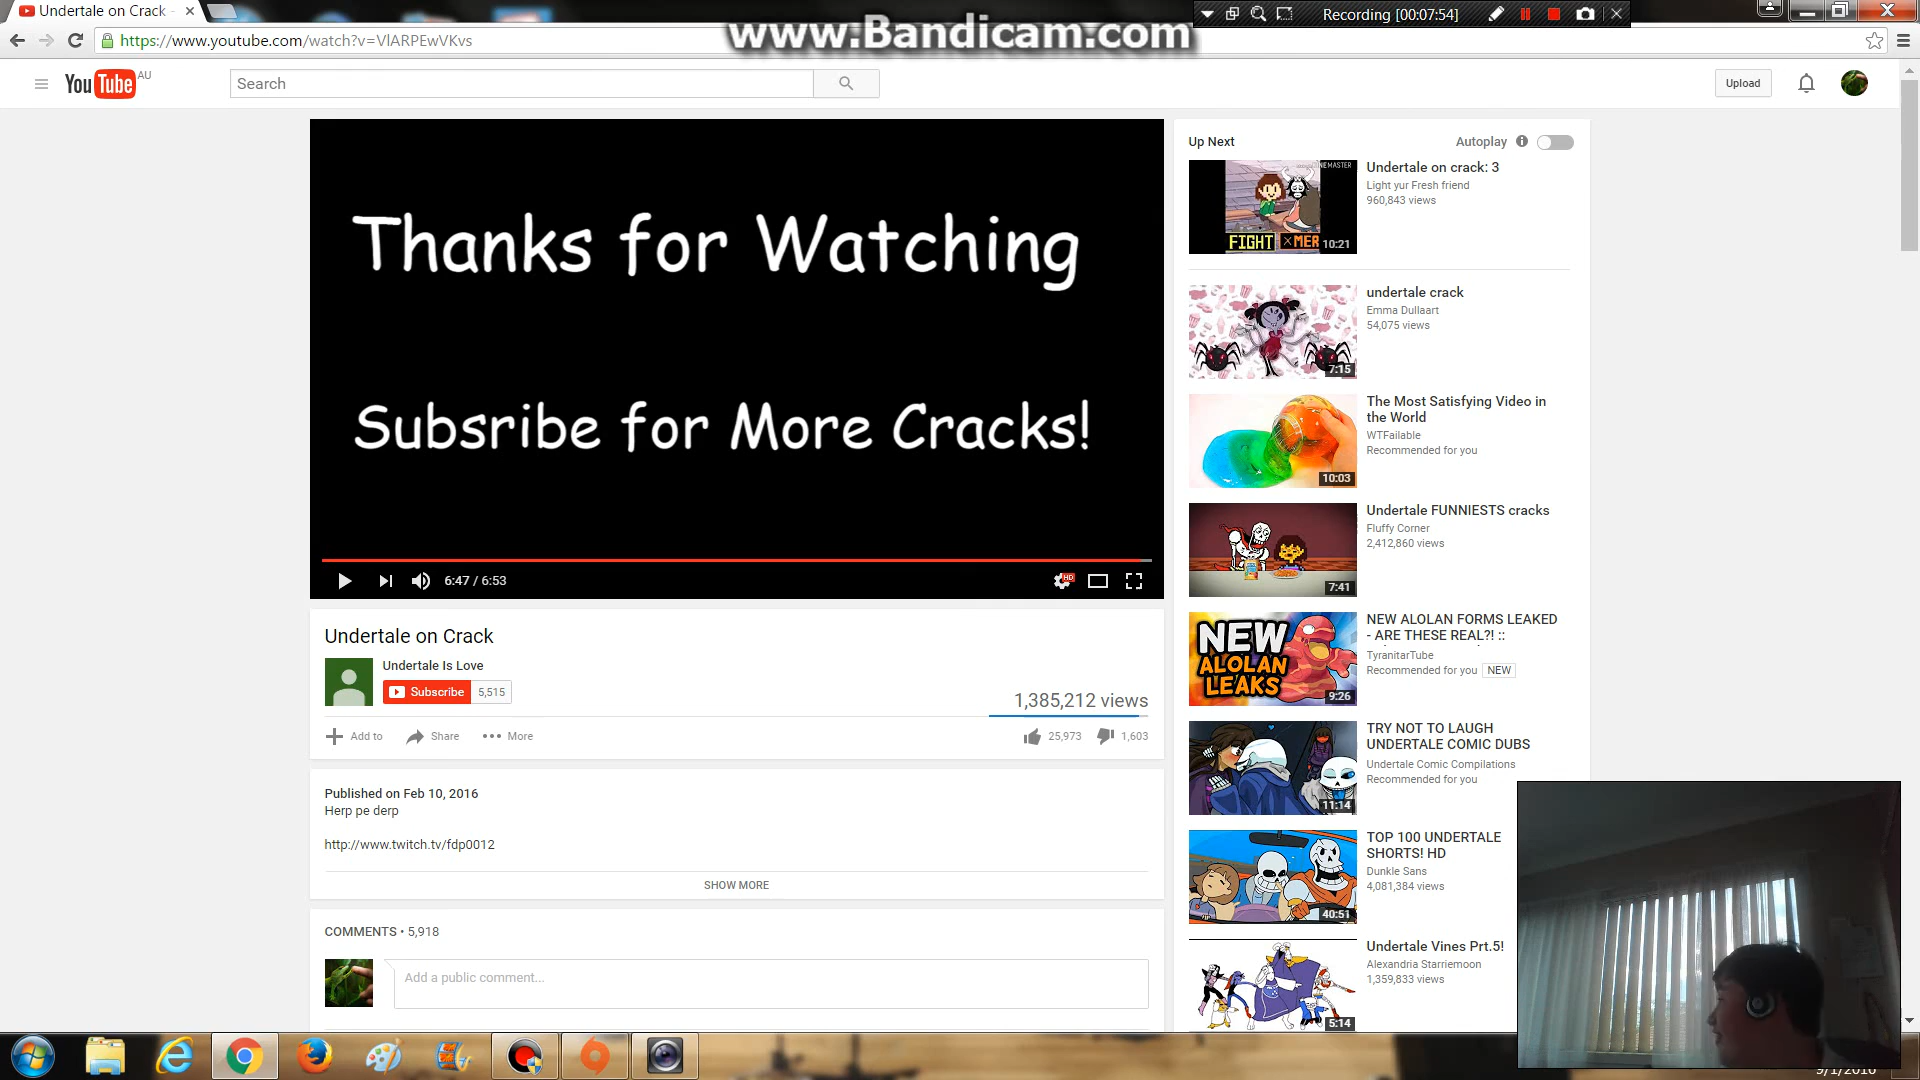 Undertale on Crack -
www.Bandicam.com
Recording [00:07:54]
https://www.youtube.com/watch?v=VlARPEwVKvs
YouTube AU
Search
Upload
Thanks for Watching
Subsribe for More Cracks!
6:47 / 6:53
HD
Undertale on Crack
Undertale Is Love
Subscribe 5,515
1,385,212 views
Add to Share More
25,973 1,603
Published on Feb 10, 2016
Herp pe derp
http://www.twitch.tv/fdp0012
SHOW MORE
COMMENTS • 5,918
Add a public comment...
Up Next
Autoplay
FIGHT ×MER 10:21
Undertale on crack: 3
Light yur Fresh friend
960,843 views
7:15
undertale crack
Emma Dullaart
54,075 views
10:03
The Most Satisfying Video in
the World
WTFailable
Recommended for you
7:41
Undertale FUNNIESTS cracks
Fluffy Corner
2,412,860 views
NEW
ALOLAN
LEAKS
9:26
NEW ALOLAN FORMS LEAKED
- ARE THESE REAL?! ::
TyranitarTube
Recommended for you NEW
11:14
TRY NOT TO LAUGH
UNDERTALE COMIC DUBS
Undertale Comic Compilations
Recommended for you
40:51
TOP 100 UNDERTALE
SHORTS! HD
Dunkle Sans
4,081,384 views
5:14
Undertale Vines Prt.5!
Alexandria Starriemoon
1,359,833 views
9/1/2016